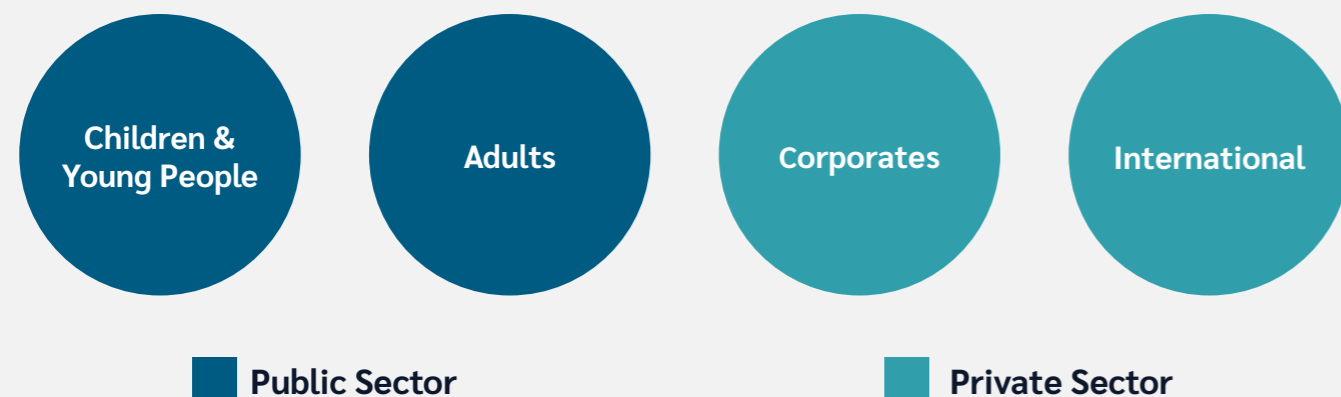 Children &
Young People
Adults
Corporates
International
Public Sector
Private Sector